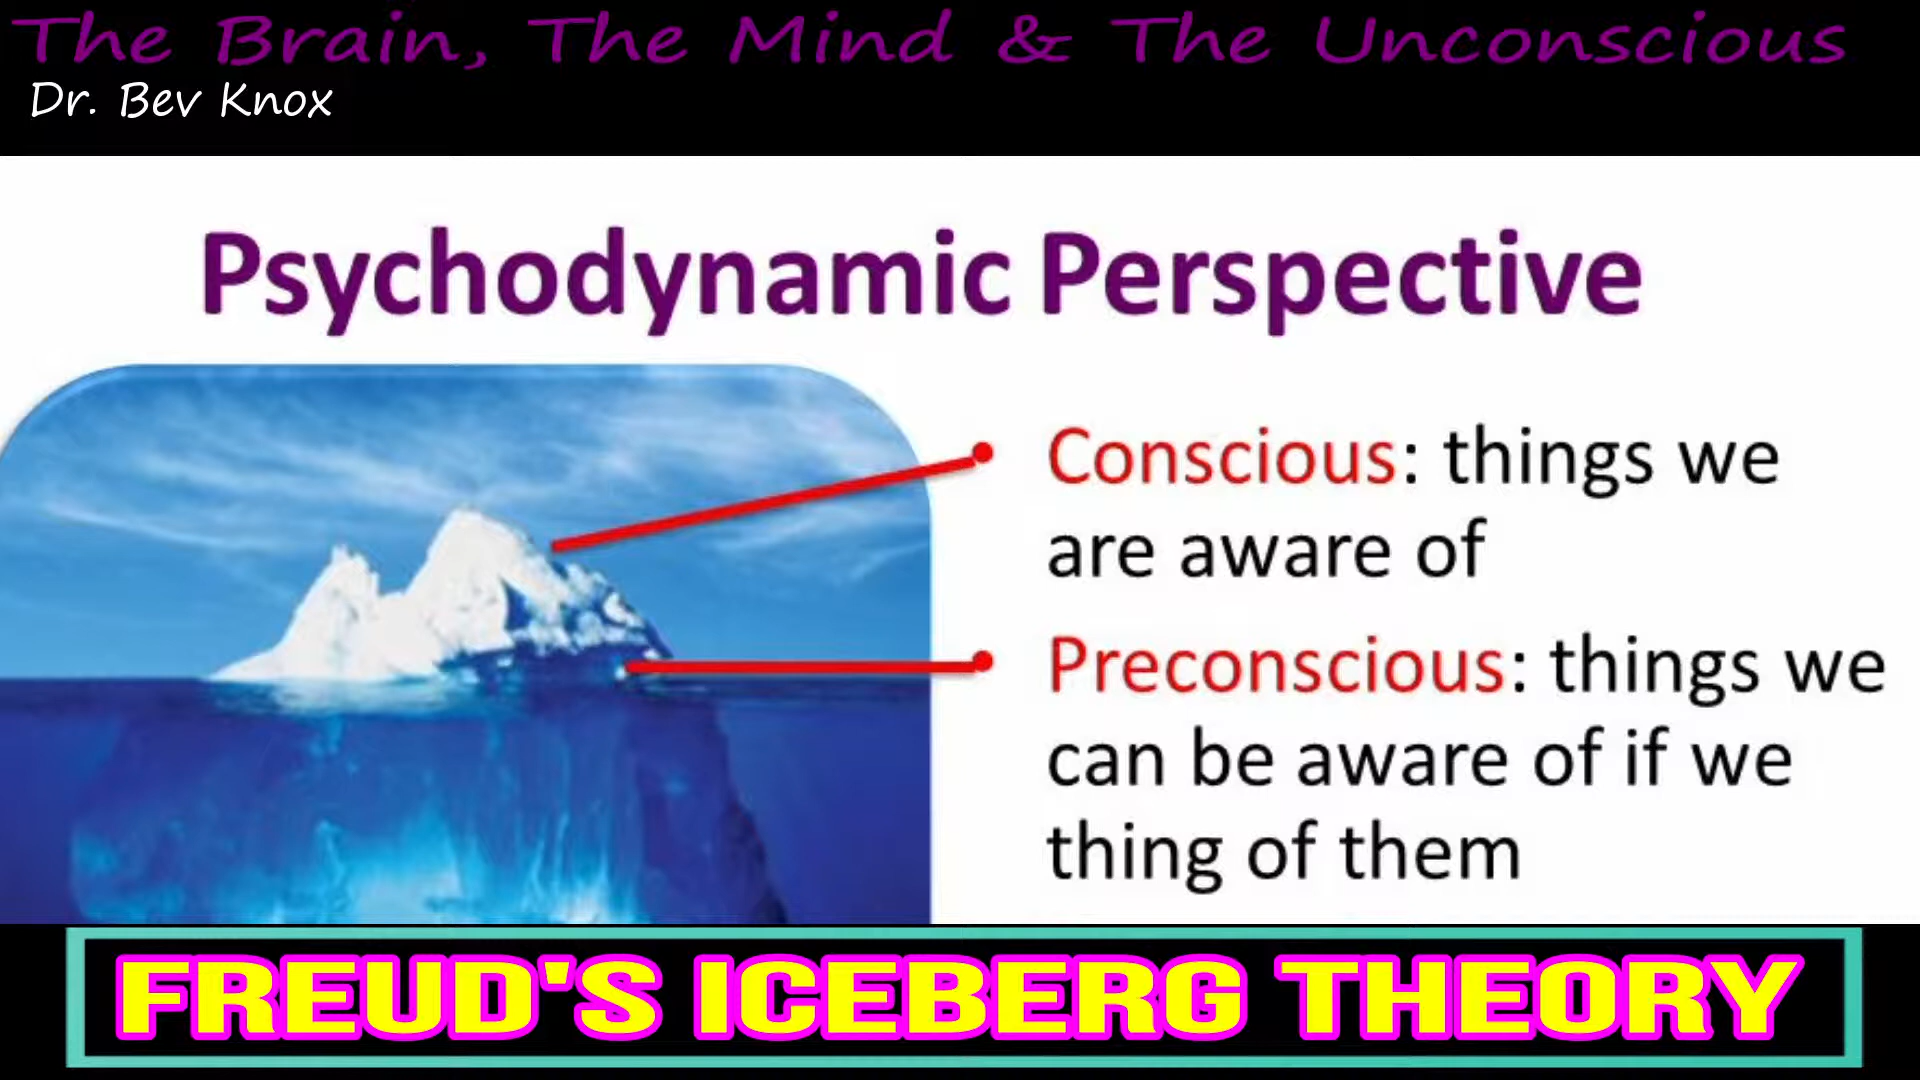 The Brain, The Mind & The Unconscious
Dr. Bev Knox
Psychodynamic Perspective
Conscious: things we
are aware of
Preconscious: things we
can be aware of if we
thing of them
FREUD'S ICEBERG THEORY